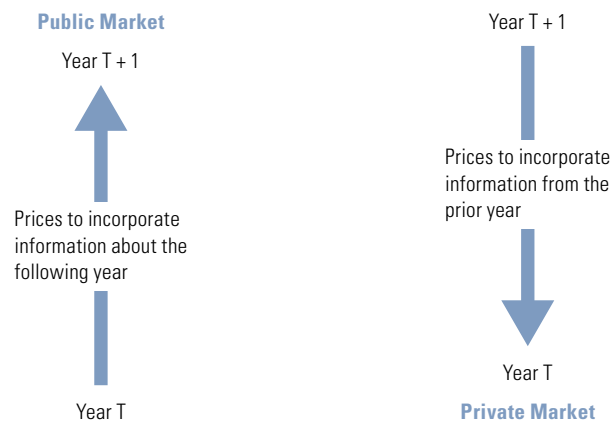 Public Market
Year T + 1
Prices to incorporate
information about the
following year
Year T
Year T + 1
Prices to incorporate
information from the
prior year
Year T
Private Market